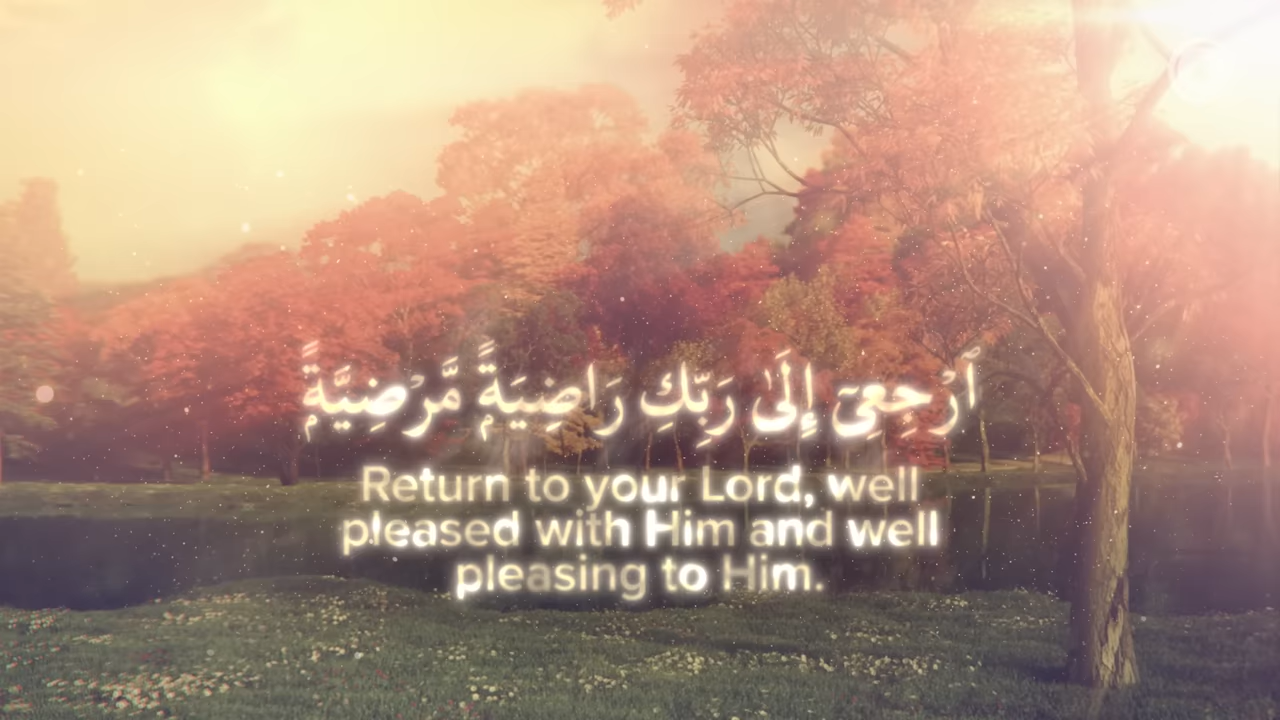 ٱرْجِعِىٓ إِلَىٰ رَبِّكِ رَاضِيَةً مَّرْضِيَّةً
Return to your Lord, well
pleased with Him and well
pleasing to Him.